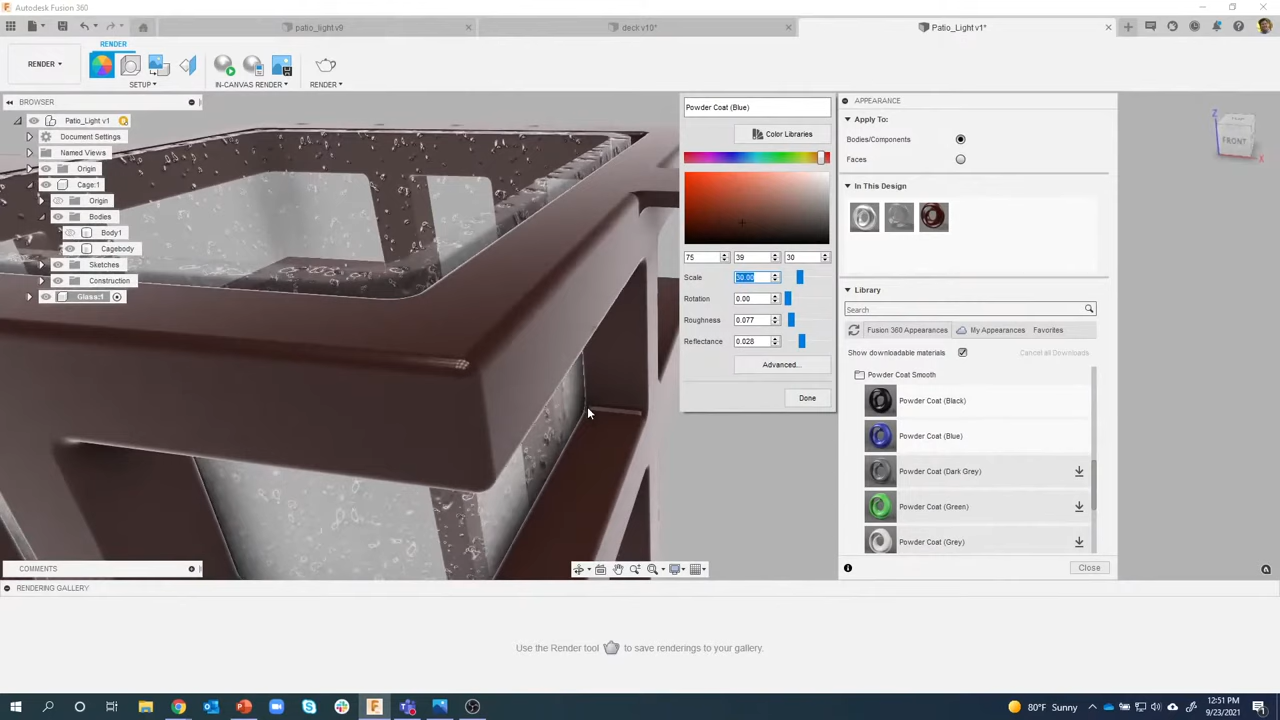 Autodesk Fusion 360
patio_light v9
deck v10*
Patio_Light v1*
RENDER
RENDER
SETUP
IN-CANVAS RENDER
RENDER
BROWSER
Patio_Light v1
Document Settings
Named Views
Origin
Cage:1
Origin
Bodies
Body1
Cagebody
Sketches
Construction
Glass:1
Powder Coat (Blue)
Color Libraries
75
39
30
Scale
30.00
Rotation
0.00
Roughness
0.077
Reflectance
0.028
Advanced...
Done
APPEARANCE
Apply To:
Bodies/Components
Faces
In This Design
Library
Search
Fusion 360 Appearances
My Appearances
Favorites
Show downloadable materials
Cancel all Downloads
Powder Coat Smooth
Powder Coat (Black)
Powder Coat (Blue)
Powder Coat (Dark Grey)
Powder Coat (Green)
Powder Coat (Grey)
Close
Z
FRONT
X
COMMENTS
RENDERING GALLERY
Use the Render tool to save renderings to your gallery.
80°F Sunny
12:51 PM
9/23/2021